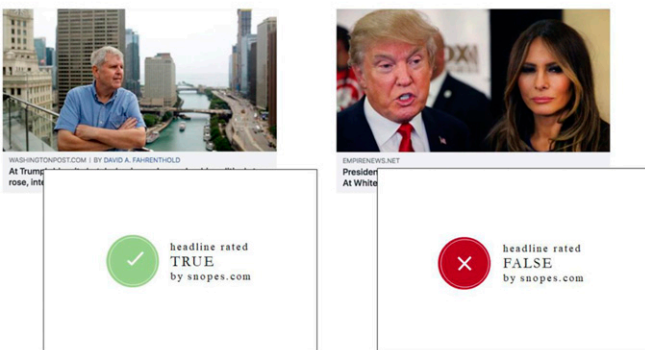 WASHINGTONPOST.COM | BY DAVID A. FAHRENTHOLD
At Trump
rose, inte
headline rated
TRUE
by snopes.com
EMPIRENEWS.NET
Presiden
At White
headline rated
FALSE
by snopes.com